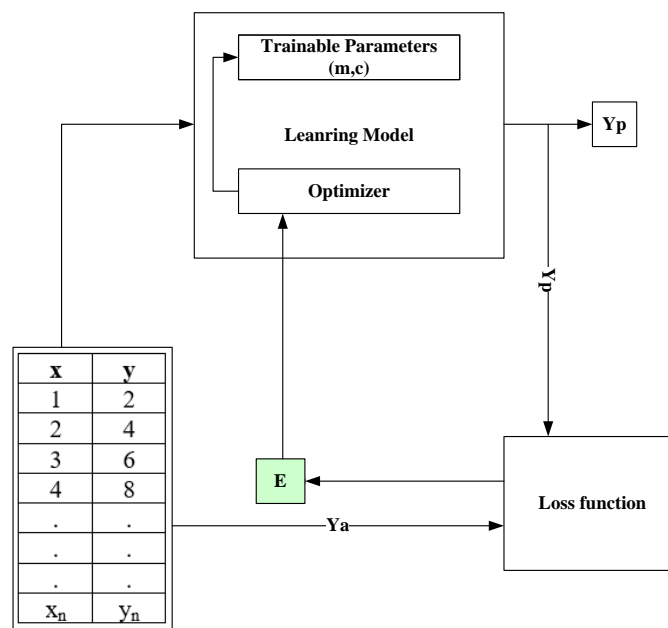 Trainable Parameters
(m,c)
Leanring Model
Yp
Optimizer
Yp
x y
1 2
2 4
3 6
4 8
. .
. .
. .
xₙ yₙ
E
Loss function
Ya